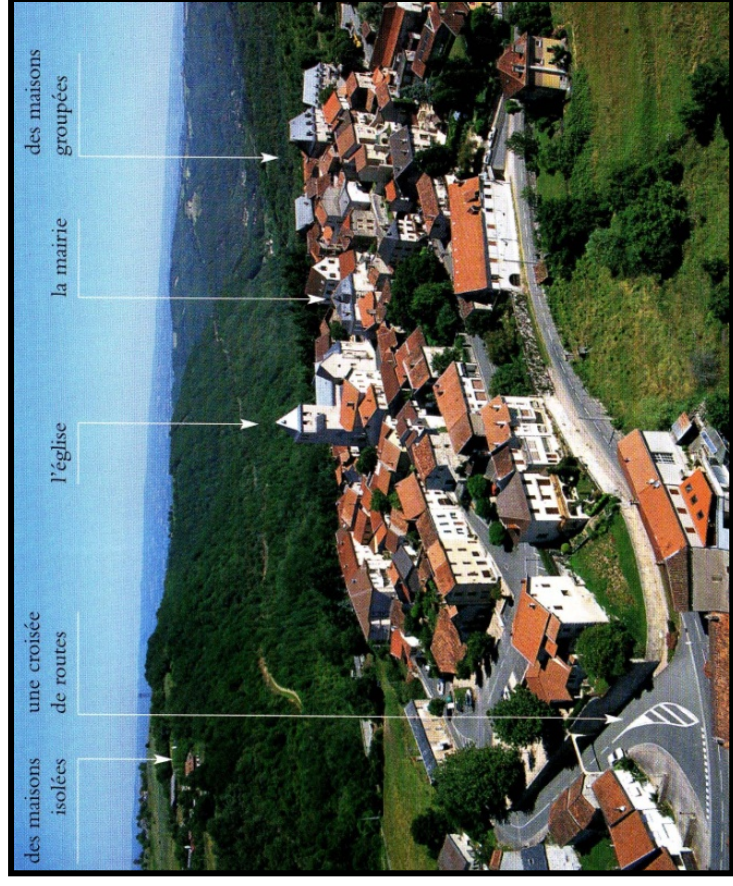 des maisons
isolées
une croisée
de routes
l'église
la mairie
des maisons
groupées